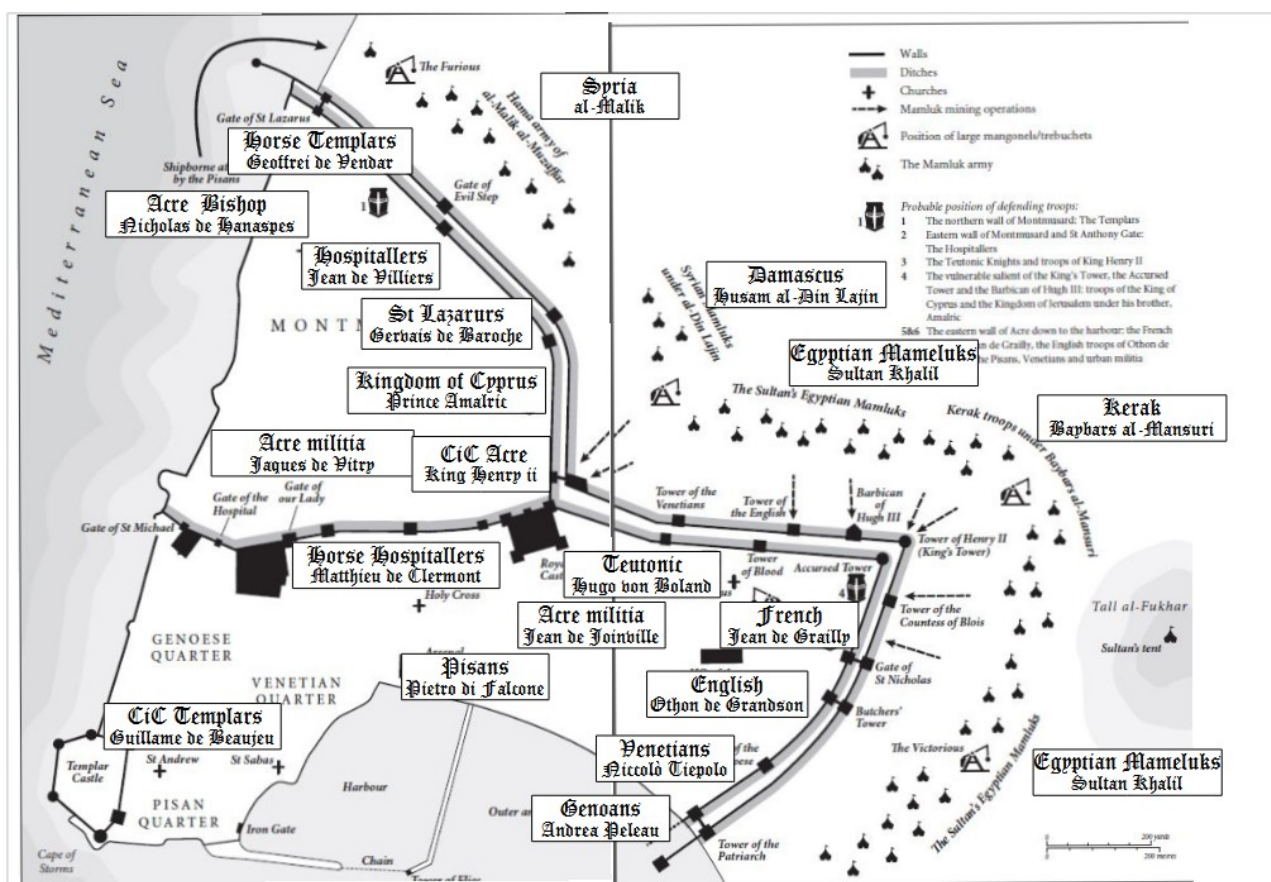 Mediterranean Sea
The Furious
Hama army of
al-Malik al-Muzaffar
Syria
al-Malik
Walls
Ditches
Churches
Mamluk mining operations
Position of large mangonels/trebuchets
The Mamluk army
Gate of St Lazarus
Horse Templars
Geoffrei de Vendar
Shipborne
by the Pisans
Gate of
Evil Step
Acre Bishop
Nicholas de Hanaspes
1
Probable position of defending troops:
1 1 The northern wall of Montmusard: The Templars
2 Eastern wall of Montmusard and St Anthony Gate:
The Hospitallers
3 The Teutonic Knights and troops of King Henry II
4 The vulnerable salient of the King's Tower, the Accursed
Tower and the Barbican of Hugh III: troops of the King of
Cyprus and the Kingdom of Jerusalem under his brother,
Amalric
5&6 The eastern wall of Acre down to the harbour: the French
de Grailly, the English troops of Othon de
the Pisans, Venetians and urban militia
Hospitallers
Jean de Villiers
Syrian Mamluks
under al-Din Lajin
Damascus
Husam al-Din Lajin
MONTM
St Lazarurs
Gervais de Baroche
Egyptian Mameluks
Sultan Khalil
Kingdom of Cyprus
Prince Amalric
The Sultan's Egyptian Mamluks
Kerak troops under Baybars al-Mansuri
Kerak
Baybars al-Mansuri
Acre militia
Jaques de Vitry
CiC Acre
King Henry ii
Gate of St Michael
Gate of the
Hospital
Gate of
our Lady
Tower of the
Venetians
Tower of
the English
Barbican
of
Hugh III
Tower of Henry II
(King's Tower)
Horse Hospitallers
Matthieu de Clermont
Holy Cross
Teutonic
Hugo von Boland
Tower
of Blood
Accursed Tower
4
Tower of the
Countess of Blois
Tall al-Fukhar
Sultan's tent
Acre militia
Jean de Joinville
French
Jean de Grailly
Gate of
St Nicholas
GENOESE
QUARTER
VENETIAN
QUARTER
Pisans
Pietro di Falcone
English
Othon de Grandson
Butchers'
Tower
CiC Templars
Guillame de Beaujeu
Templar
Castle
St Andrew
St Sabas
Venetians
Niccolò Tiepolo
of the
The Victorious
The Sultan's Egyptian Mamluks
Egyptian Mameluks
Sultan Khalil
Harbour
Outer
PISAN
QUARTER
Iron Gate
Genoans
Andrea Peleau
Tower of the
Patriarch
Cape of
Storms
Chain
Tower of Flies
0 200 yards
0 200 metres